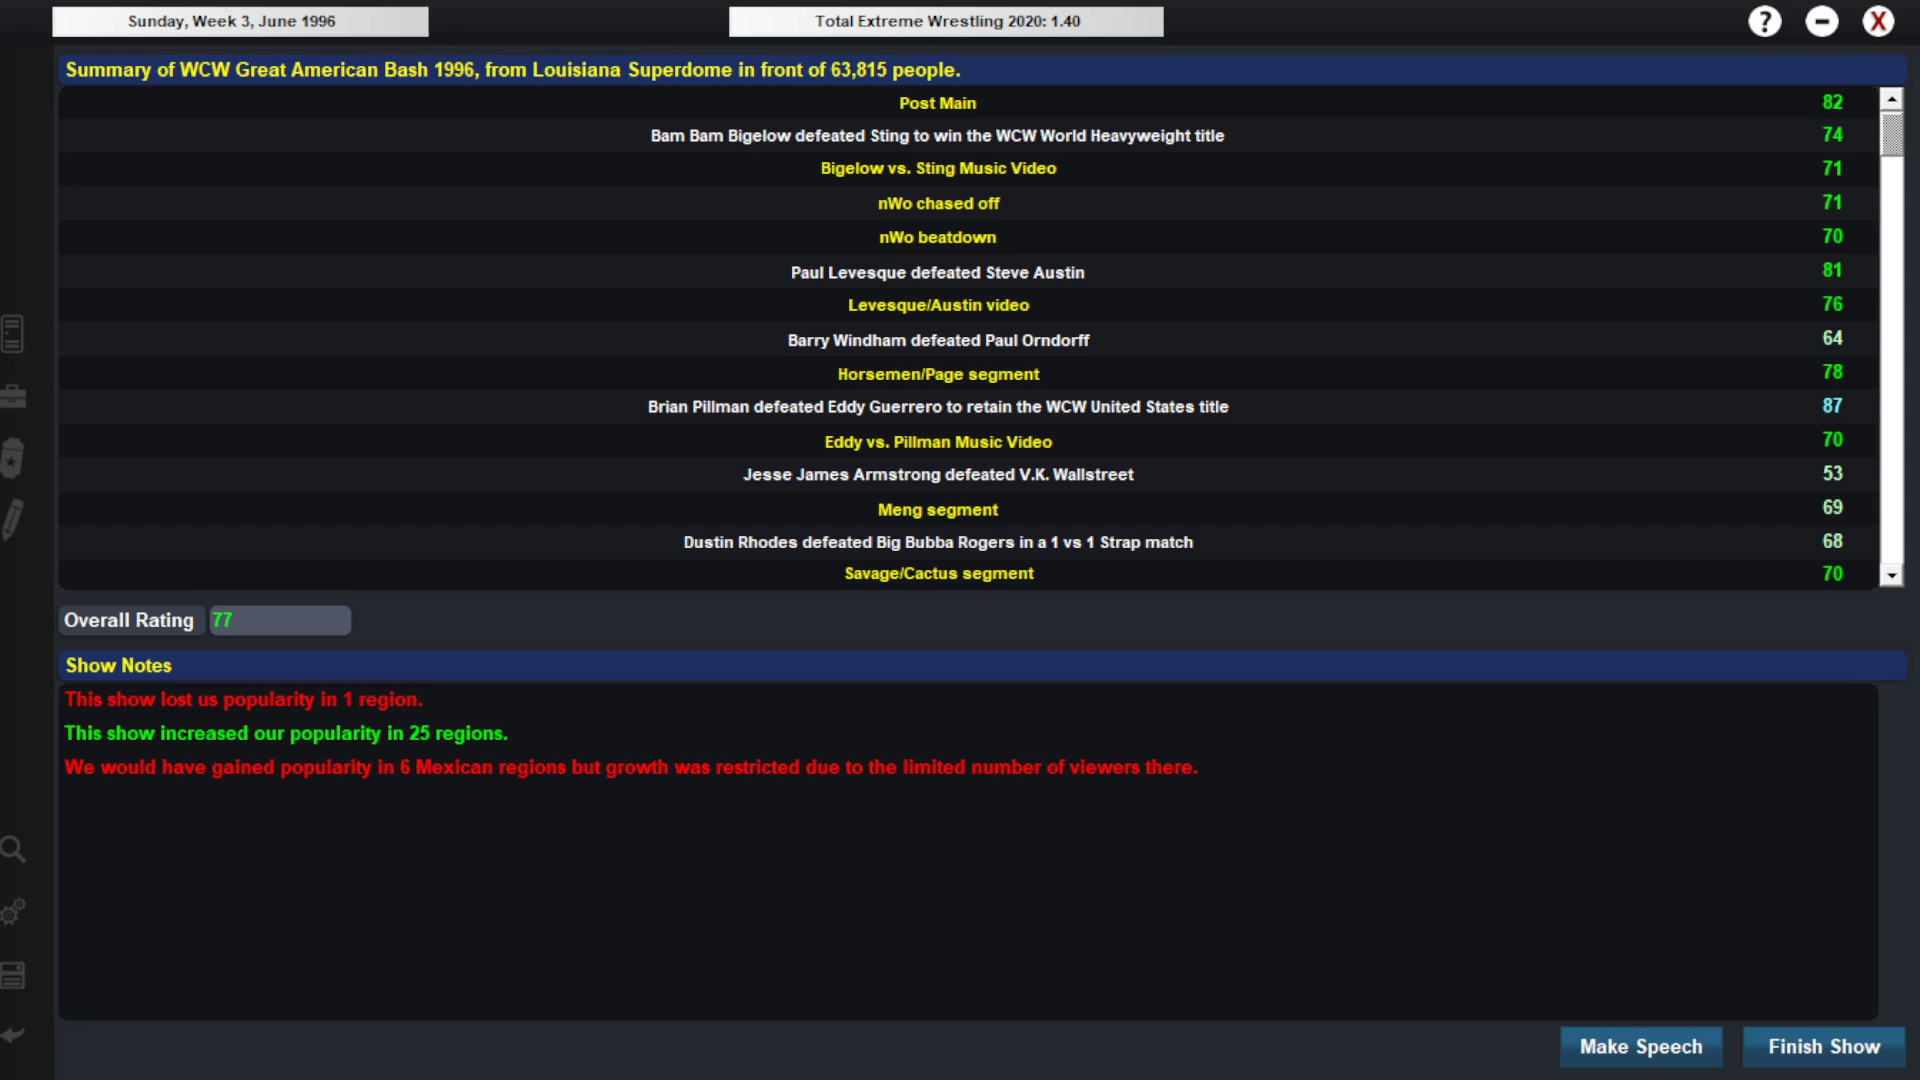 Sunday, Week 3, June 1996
Total Extreme Wrestling 2020: 1.40
?
X
Summary of WCW Great American Bash 1996, from Louisiana Superdome in front of 63,815 people.
Post Main 82
Bam Bam Bigelow defeated Sting to win the WCW World Heavyweight title 74
Bigelow vs. Sting Music Video 71
nWo chased off 71
nWo beatdown 70
Paul Levesque defeated Steve Austin 81
Levesque/Austin video 76
Barry Windham defeated Paul Orndorff 64
Horsemen/Page segment 78
Brian Pillman defeated Eddy Guerrero to retain the WCW United States title 87
Eddy vs. Pillman Music Video 70
Jesse James Armstrong defeated V.K. Wallstreet 53
Meng segment 69
Dustin Rhodes defeated Big Bubba Rogers in a 1 vs 1 Strap match 68
Savage/Cactus segment 70
Overall Rating 77
Show Notes
This show lost us popularity in 1 region.
This show increased our popularity in 25 regions.
We would have gained popularity in 6 Mexican regions but growth was restricted due to the limited number of viewers there.
Make Speech
Finish Show